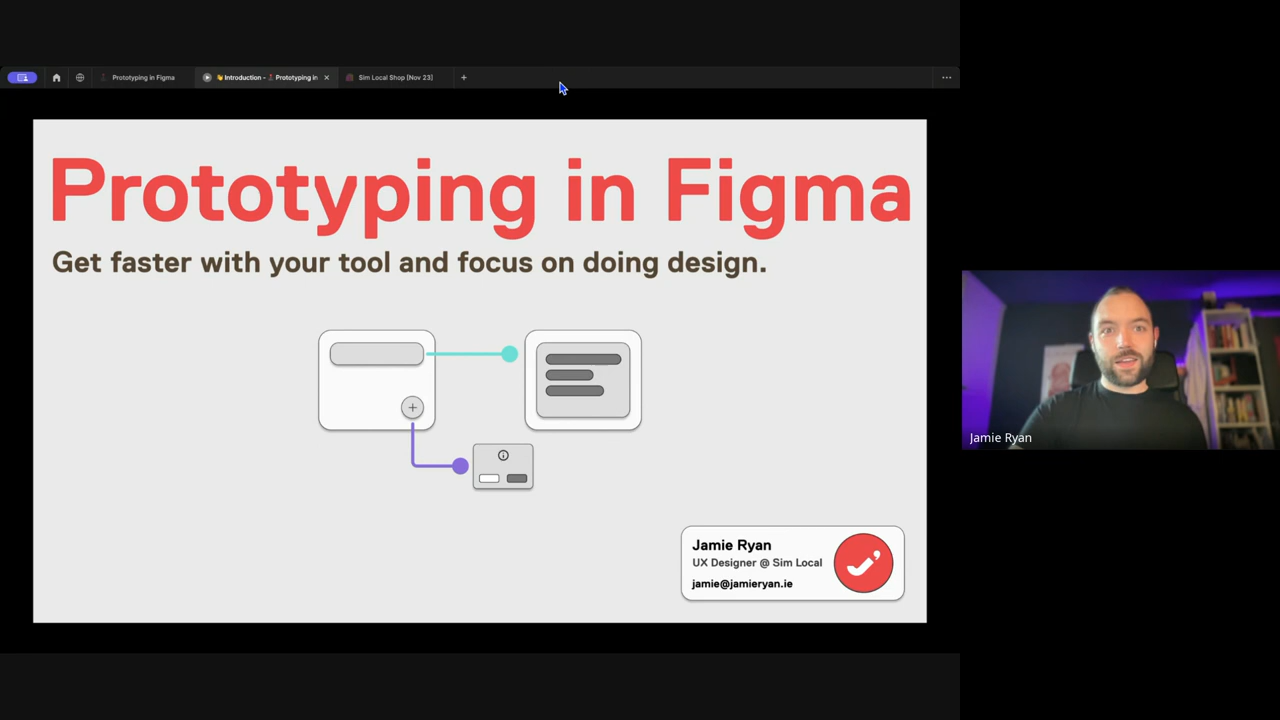 Prototyping in Figma
Introduction - Prototyping in
Sim Local Shop [Nov 23]
Prototyping in Figma
Get faster with your tool and focus on doing design.
Jamie Ryan
UX Designer @ Sim Local
jamie@jamieryan.ie
Jamie Ryan